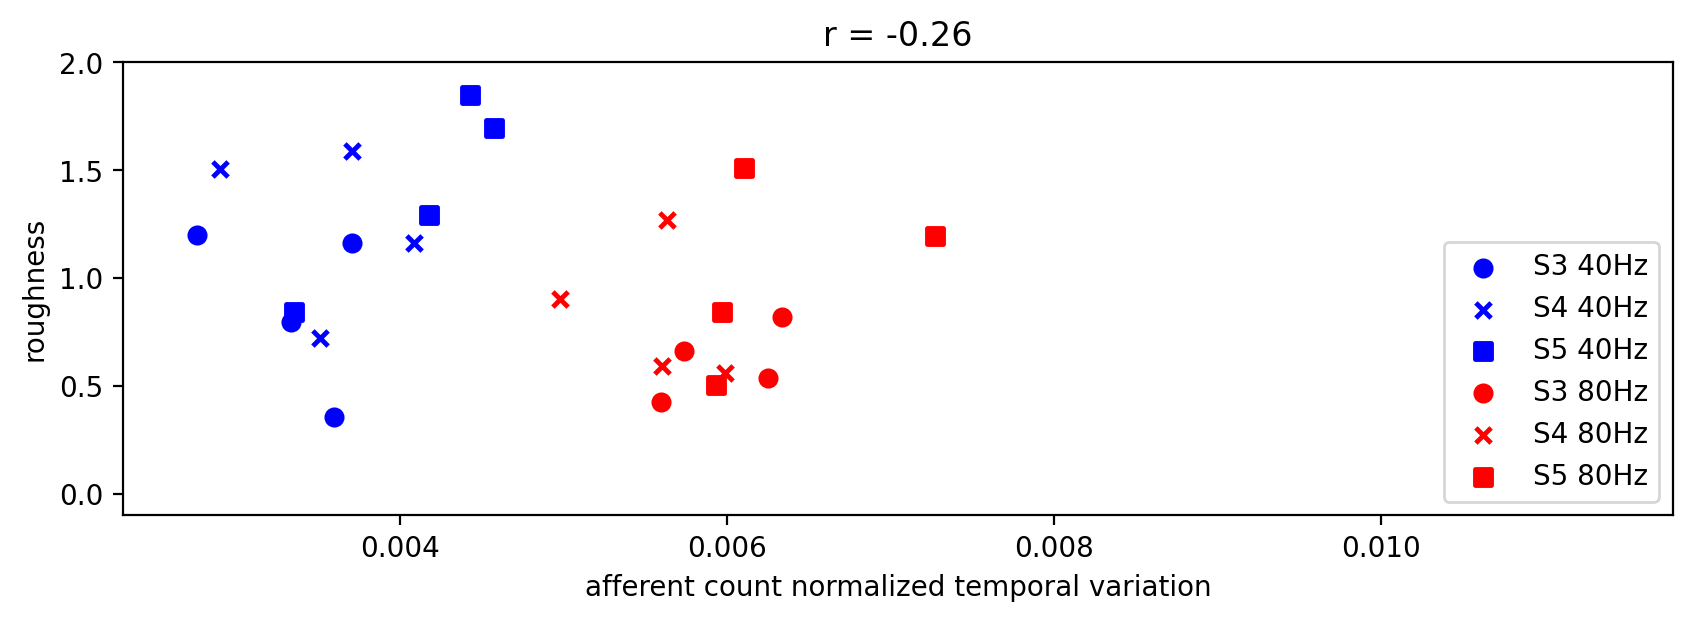 r = -0.26
2.0
1.5
1.0
0.5
0.0
roughness
0.004 0.006 0.008 0.010
afferent count normalized temporal variation
S3 40Hz
S4 40Hz
S5 40Hz
S3 80Hz
S4 80Hz
S5 80Hz